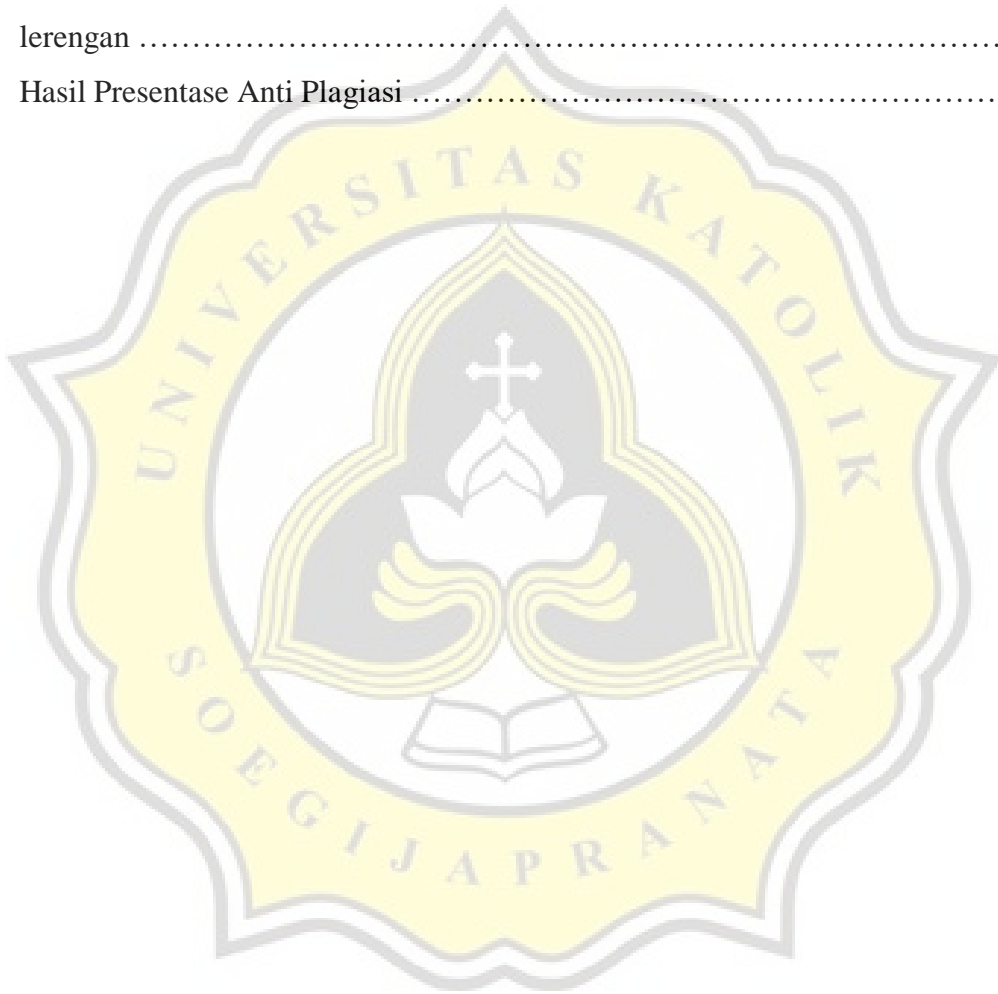 lerengan ……………………………………………………………………
Hasil Presentase Anti Plagiasi ………………………………………………
UNIVERSITAS KATOLIK
SOEGIJAPRANATA